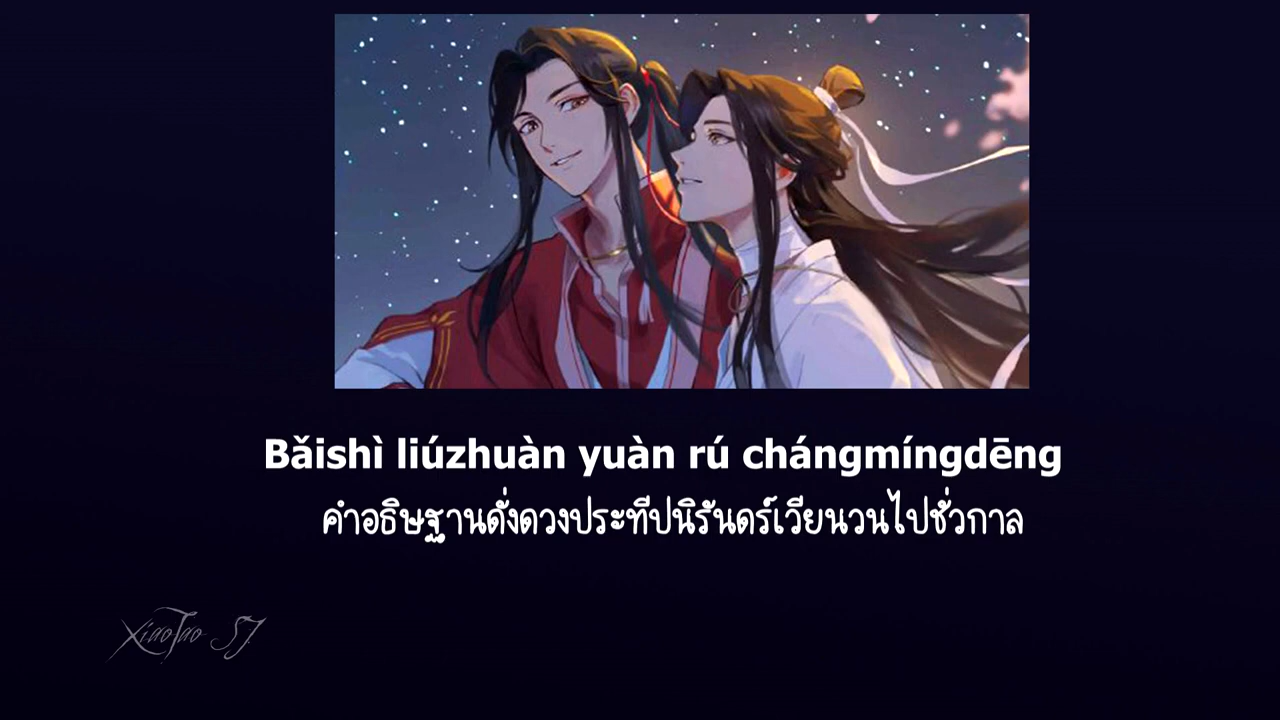 Bǎishì liúzhuàn yuàn rú chángmíngdēng
คำอธิษฐานดั่งดวงประทีปนิรันดร์เวียนวนไปชั่วกาล
XiaoTao SJ